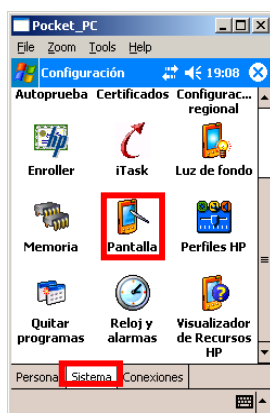 Pocket_PC
File Zoom Tools Help
Configuración 19:08
Autoprueba Certificados Configurac...
regional
Enroller iTask Luz de fondo
Memoria Pantalla Perfiles HP
Quitar Reloj y Visualizador
programas alarmas de Recursos
HP
Persona Sistema Conexiones